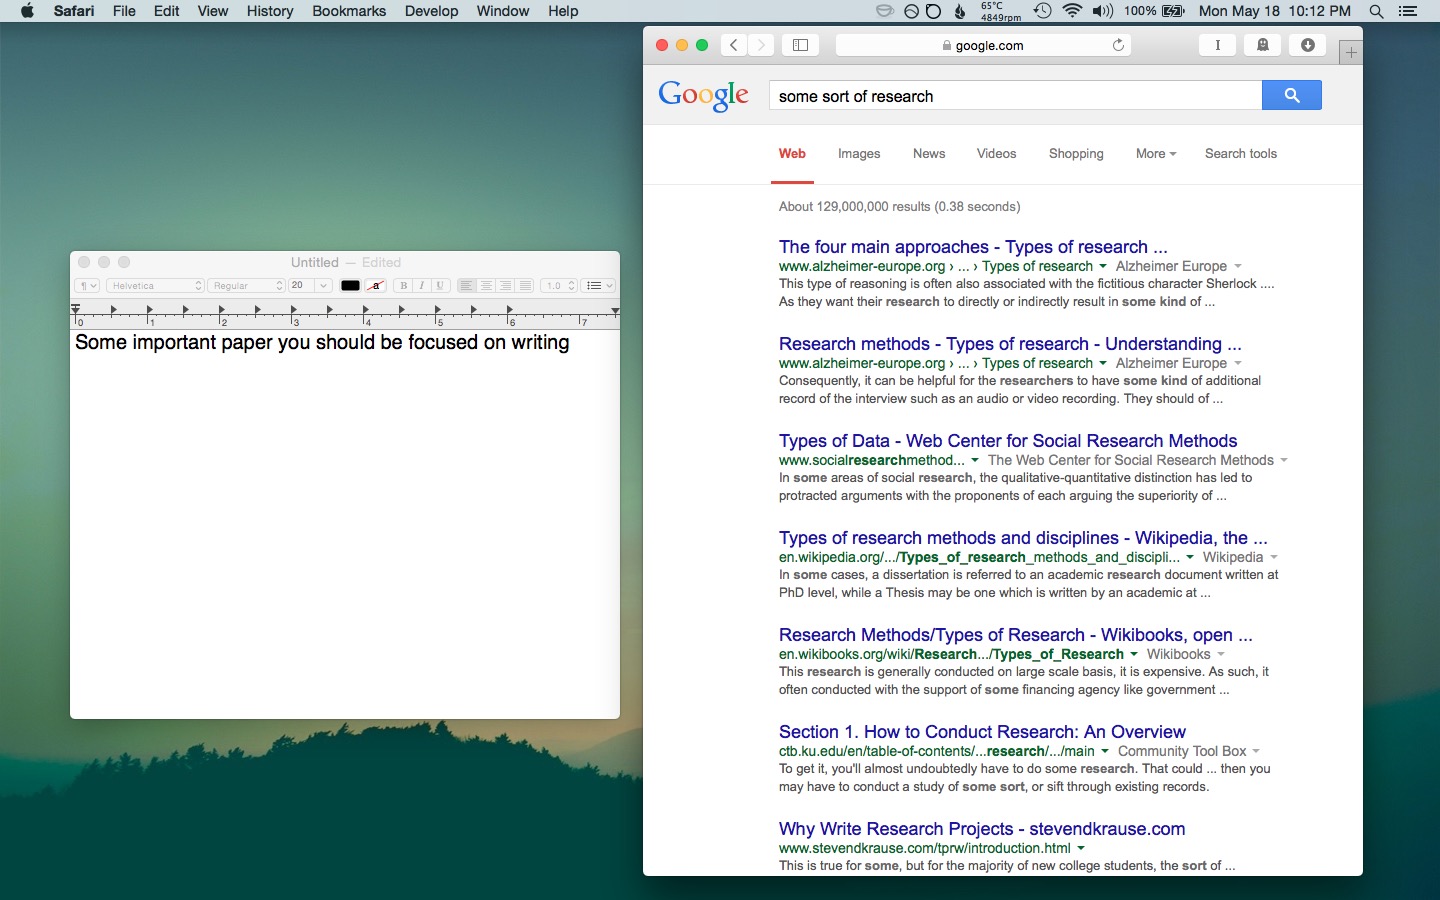 Safari File Edit View History Bookmarks Develop Window Help 65°C 4849rpm 100% Mon May 18 10:12 PM
google.com
Google some sort of research
Web Images News Videos Shopping More Search tools
About 129,000,000 results (0.38 seconds)
The four main approaches - Types of research ...
www.alzheimer-europe.org › ... › Types of research Alzheimer Europe
This type of reasoning is often also associated with the fictitious character Sherlock ....
As they want their research to directly or indirectly result in some kind of ...
Research methods - Types of research - Understanding ...
www.alzheimer-europe.org › ... › Types of research Alzheimer Europe
Consequently, it can be helpful for the researchers to have some kind of additional
record of the interview such as an audio or video recording. They should of ...
Types of Data - Web Center for Social Research Methods
www.socialresearchmethod... The Web Center for Social Research Methods
In some areas of social research, the qualitative-quantitative distinction has led to
protracted arguments with the proponents of each arguing the superiority of ...
Types of research methods and disciplines - Wikipedia, the ...
en.wikipedia.org/.../Types_of_research_methods_and_discipli... Wikipedia
In some cases, a dissertation is referred to an academic research document written at
PhD level, while a Thesis may be one which is written by an academic at ...
Research Methods/Types of Research - Wikibooks, open ...
en.wikibooks.org/wiki/Research.../Types_of_Research Wikibooks
This research is generally conducted on large scale basis, it is expensive. As such, it
often conducted with the support of some financing agency like government ...
Section 1. How to Conduct Research: An Overview
ctb.ku.edu/en/table-of-contents/...research/.../main Community Tool Box
To get it, you'll almost undoubtedly have to do some research. That could ... then you
may have to conduct a study of some sort, or sift through existing records.
Why Write Research Projects - stevendkrause.com
www.stevendkrause.com/tprw/introduction.html
This is true for some, but for the majority of new college students, the sort of ...
Untitled — Edited
¶ Helvetica Regular 20 a B I U 1.0
0 1 2 3 4 5 6 7
Some important paper you should be focused on writing